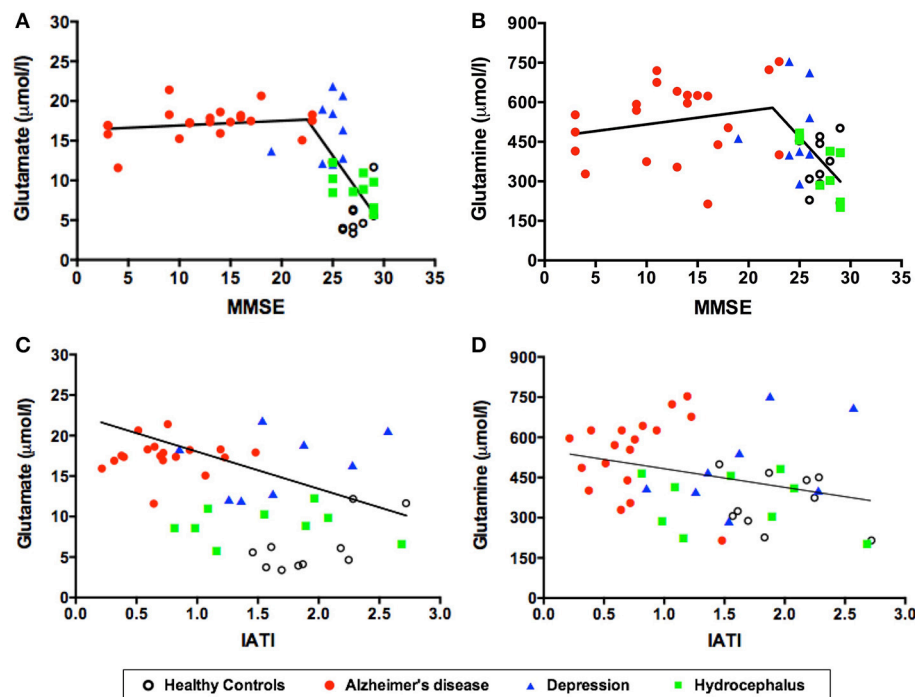 A
30
25
20
15
10
5
0
Glutamate (μmol/l)
0 5 10 15 20 25 30 35
MMSE
B
900
750
600
450
300
150
Glutamine (μmol/l)
0 5 10 15 20 25 30 35
MMSE
C
30
25
20
15
10
5
0
Glutamate (μmol/l)
0.0 0.5 1.0 1.5 2.0 2.5 3.0
IATI
D
900
750
600
450
300
150
0
Glutamine (μmol/l)
0.0 0.5 1.0 1.5 2.0 2.5 3.0
IATI
Healthy Controls Alzheimer's disease Depression Hydrocephalus